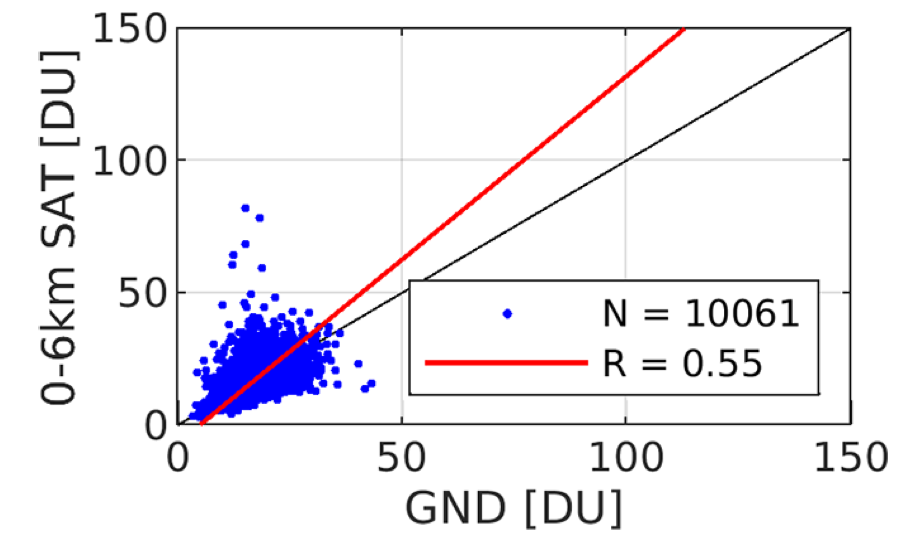 150
100
50
0
0-6km SAT [DU]
N = 10061
R = 0.55
0 50 100 150
GND [DU]